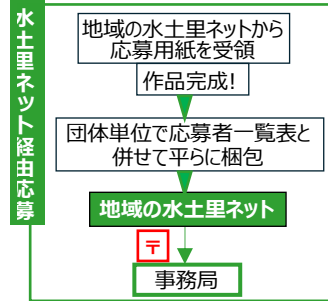 水土里ネット経由応募
地域の水土里ネットから
応募用紙を受領
作品完成!
団体単位で応募者一覧表と
併せて平らに梱包
地域の水土里ネット
〒
事務局